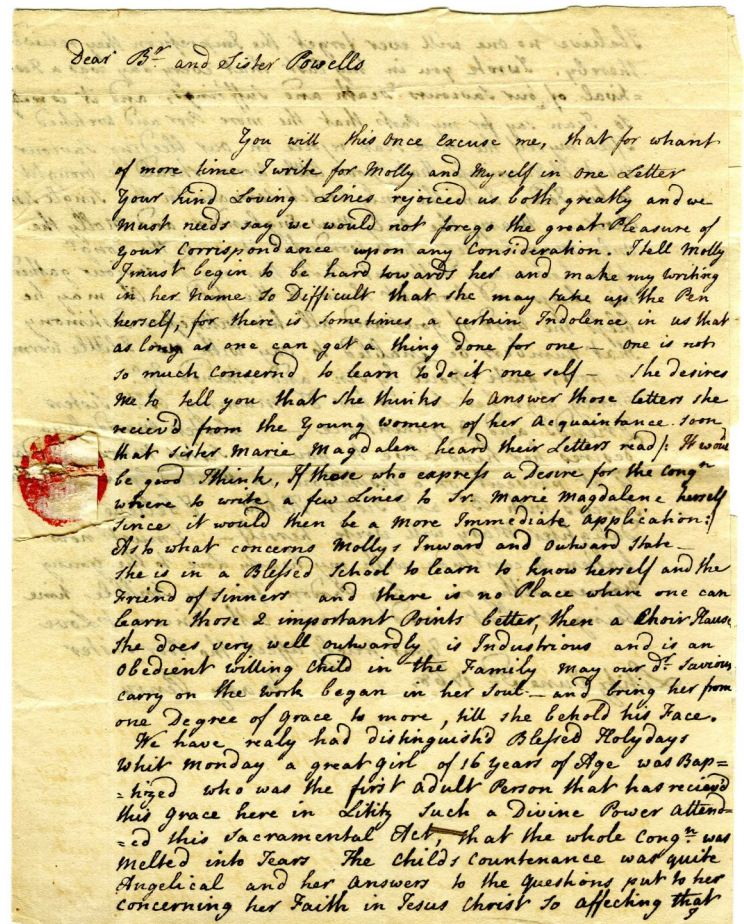 Dear Br. and Sister Powells
You will this Once Excuse me, that for whant
of more time I write for Molly and Myself in one Letter
Your Kind Loving Lines rejoiced us both greatly and we
must needs say we would not forego the great Pleasure of
your Correspondance upon any Consideration. I tell Molly
I must begin to be hard towards her and make my writing
in her Name so Difficult that she may take up the Pen
herself, for there is sometimes a certain Indolence in us that
as long as one can get a thing done for one — one is not
so much Consernd to learn to do it one self — she desires
me to tell you that she thinks to answer those letters she
reciev'd from the Young women of her Acquaintance soon
that Sister Marie Magdalen heard their Letters read /: It woud
be good I think, If those who express a Desire for the Congn
where to write a few Lines to Sr. Marie Magdalene herself
since it would then be a more Immediate application :/
As to what concerns Mollys Inward and Outward State —
she is in a Blessed School to learn to know herself and the
Friend of Sinners and there is no Place where one can
learn those 2 important Points better, then a Choir House
she does very well outwardly is Industrious and is an
Obedient willing Child in the Family may our dr. Saviour
carry on the work began in her Soul — and bring her from
one Degree of Grace to more, till she behold his Face.
We have realy had distinguish'd Blessed Holydays
Whit Monday a great girl of 16 years of Age was Bap=
=tized who was the first adult Person that has reciev'd
this Grace here in Lititz Such a Divine Power attend=
=ed this Sacramental Act, that the whole Congn. was
melted into Tears The Childs Countenance was quite
Angelical and her answers to the Questions put to her
concerning her Faith in Jesus Christ so affecting that